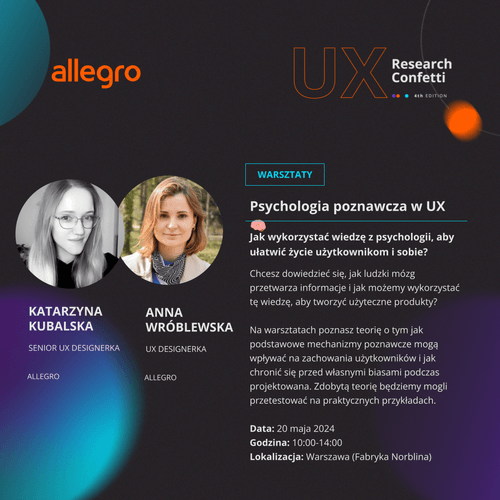 allegro
UX
Research
Confetti
4th EDITION
WARSZTATY
Psychologia poznawcza w UX
Jak wykorzystać wiedzę z psychologii, aby
ułatwić życie użytkownikom i sobie?
Chcesz dowiedzieć się, jak ludzki mózg
przetwarza informacje i jak możemy wykorzystać
tę wiedzę, aby tworzyć użyteczne produkty?
Na warsztatach poznasz teorię o tym jak
podstawowe mechanizmy poznawcze mogą
wpływać na zachowania użytkowników i jak
chronić się przed własnymi biasami podczas
projektowania. Zdobytą teorię będziemy mogli
przetestować na praktycznych przykładach.
Data: 20 maja 2024
Godzina: 10:00-14:00
Lokalizacja: Warszawa (Fabryka Norblina)
KATARZYNA
KUBALSKA
SENIOR UX DESIGNERKA
ALLEGRO
ANNA
WRÓBLEWSKA
UX DESIGNERKA
ALLEGRO